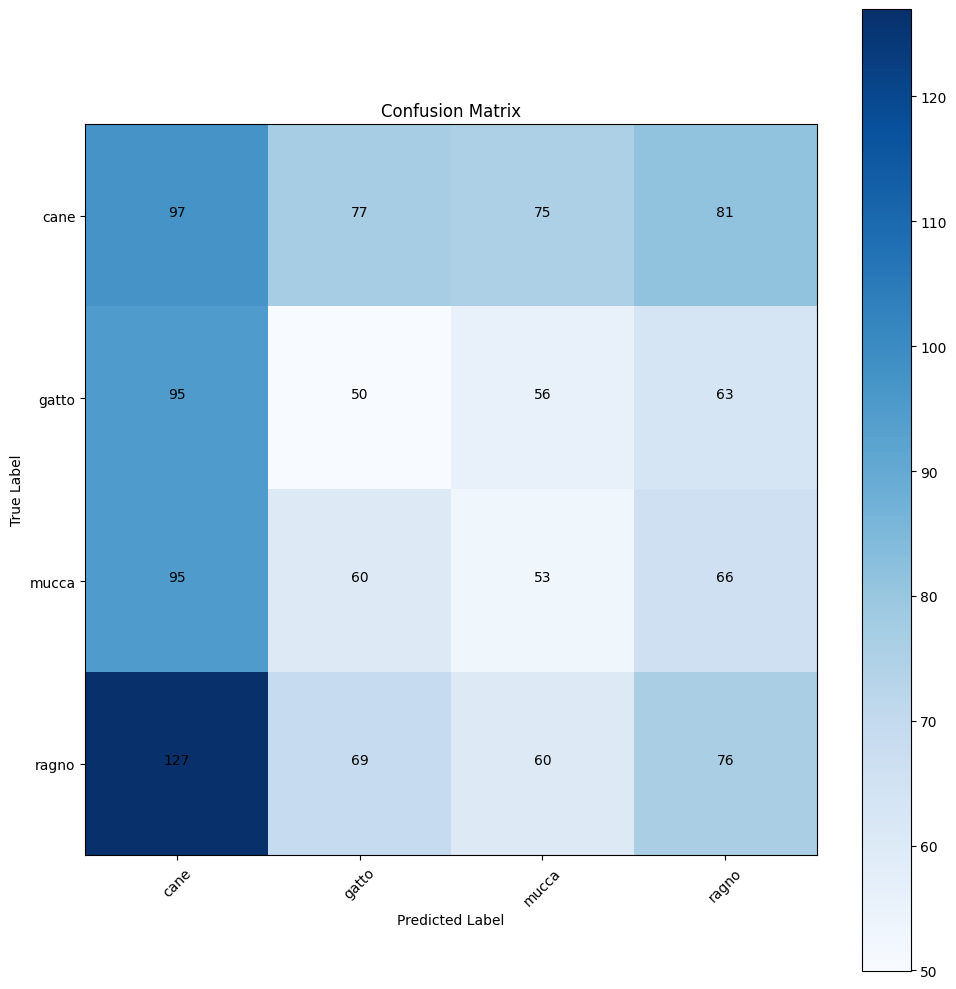 Confusion Matrix
True Label
cane 97 77 75 81
gatto 95 50 56 63
mucca 95 60 53 66
ragno 127 69 60 76
cane gatto mucca ragno
Predicted Label
120
110
100
90
80
70
60
50